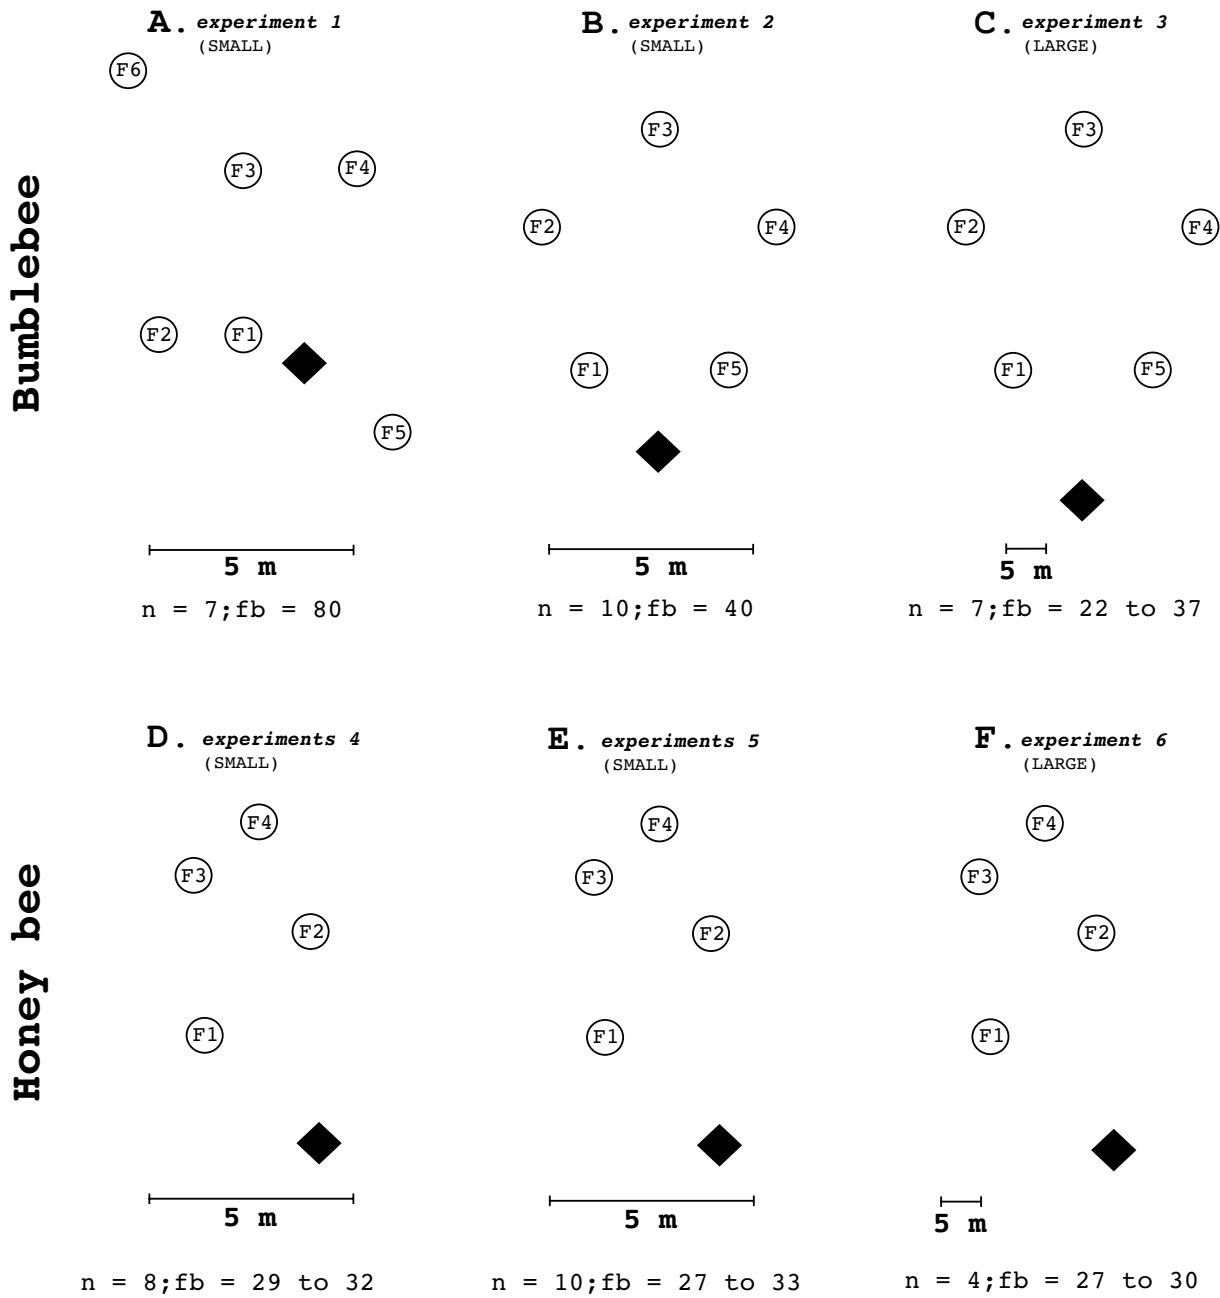 A. experiment 1
(SMALL)
F6
F3
F4
F2
F1
F5
5 m
n = 7;fb = 80
B. experiment 2
(SMALL)
F3
F2
F4
F1
F5
5 m
n = 10;fb = 40
C. experiment 3
(LARGE)
F3
F2
F4
F1
F5
5 m
n = 7;fb = 22 to 37
Bumblebee
D. experiments 4
(SMALL)
F4
F3
F2
F1
5 m
n = 8;fb = 29 to 32
E. experiments 5
(SMALL)
F4
F3
F2
F1
5 m
n = 10;fb = 27 to 33
F. experiment 6
(LARGE)
F4
F3
F2
F1
5 m
n = 4;fb = 27 to 30
Honey bee